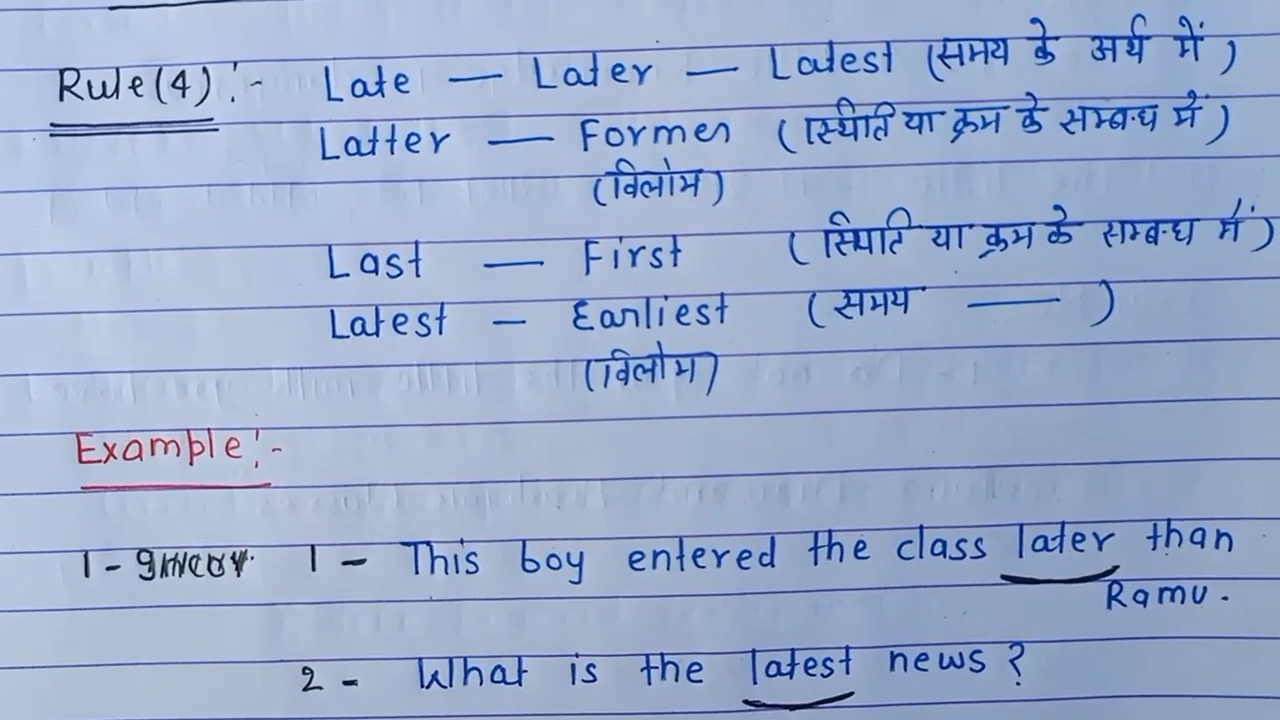 Rule(4):- Late — Later — Latest (समय के अर्थ में)
Latter — Former (स्थिति या क्रम के सम्बन्ध में)
(विलोम)
Last — First (स्थिति या क्रम के सम्बन्ध में)
Latest — Earliest (समय —)
(विलोम)
Example:-
1- 1 – This boy entered the class later than
Ramu.
2 - What is the latest news?